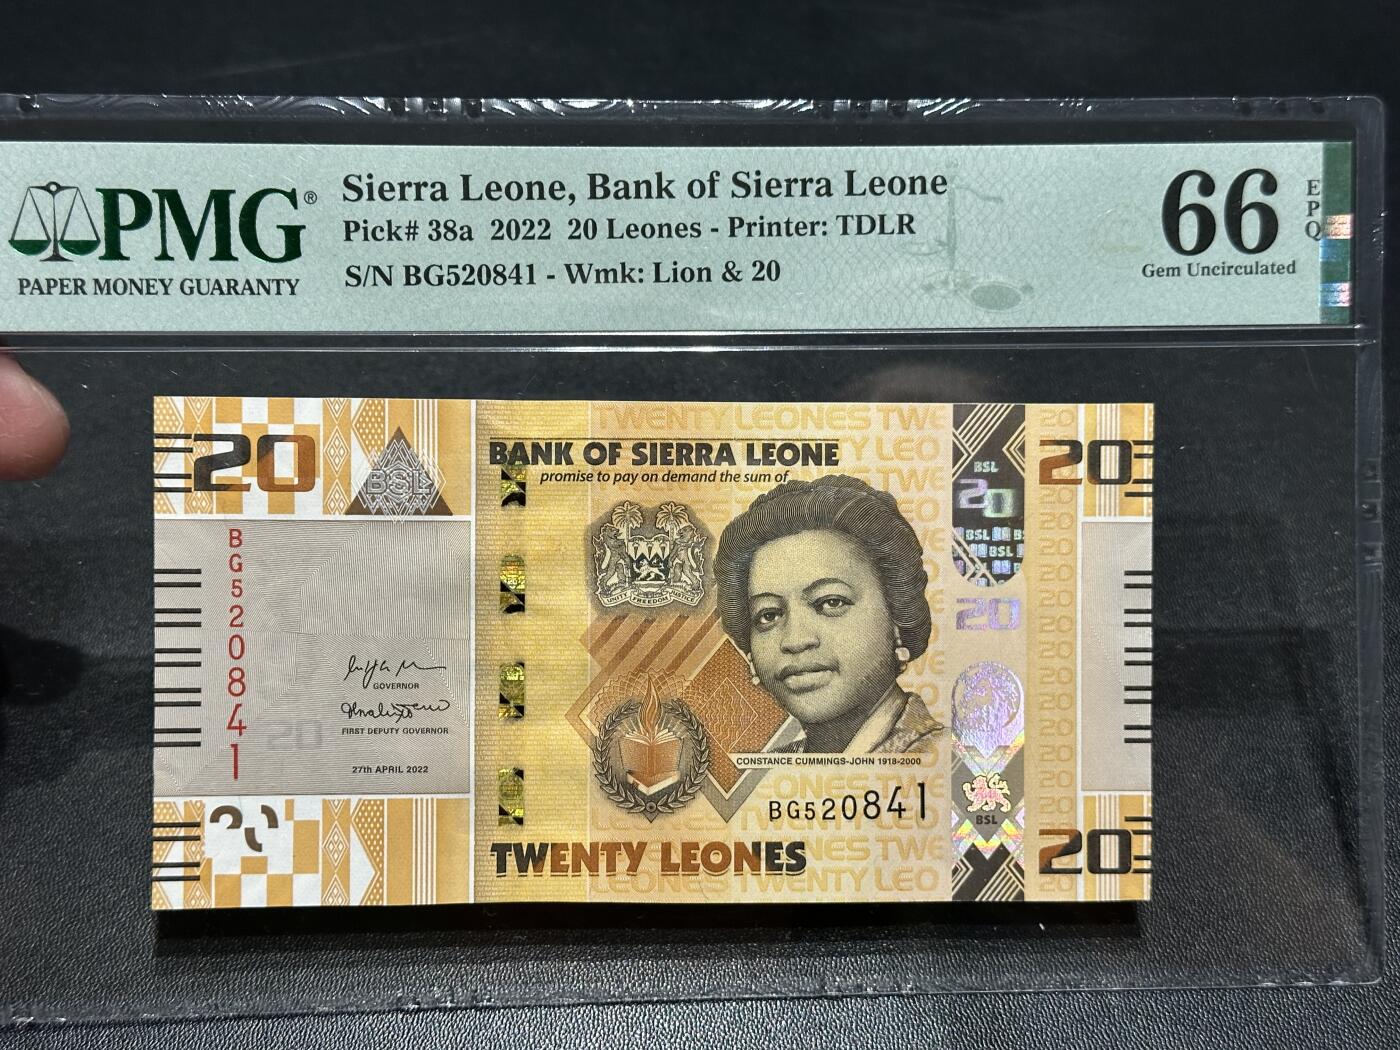 PMG®
PAPER MONEY GUARANTY
Sierra Leone, Bank of Sierra Leone
Pick# 38a 2022 20 Leones - Printer: TDLR
S/N BG520841 - Wmk: Lion & 20
66
EPQ
Gem Uncirculated
20
BSL
BANK OF SIERRA LEONE
promise to pay on demand the sum of
TWENTY LEONES TWE
BSL
20
20
BG520841
UNITY FREEDOM JUSTICE
BSL
20
GOVERNOR
FIRST DEPUTY GOVERNOR
27th APRIL 2022
CONSTANCE CUMMINGS-JOHN 1918-2000
BG520841
BSL
TWENTY LEONES
20